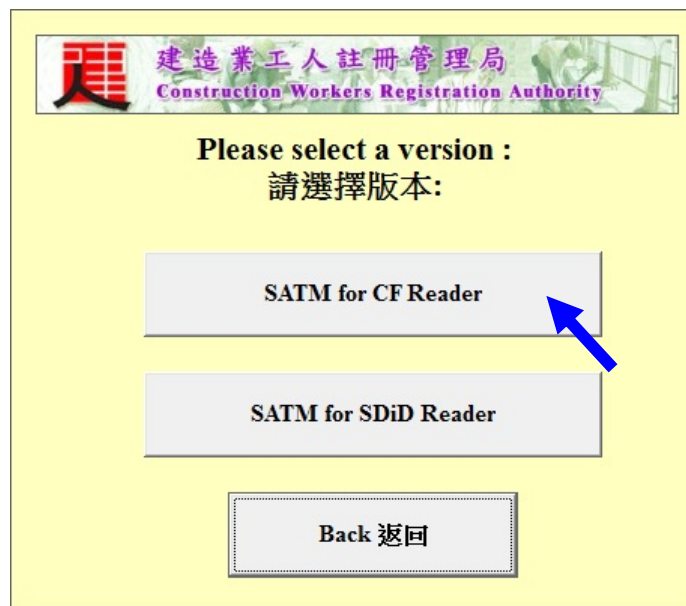 建造業工人註冊管理局
Construction Workers Registration Authority
Please select a version :
請選擇版本:
SATM for CF Reader
SATM for SDiD Reader
Back 返回